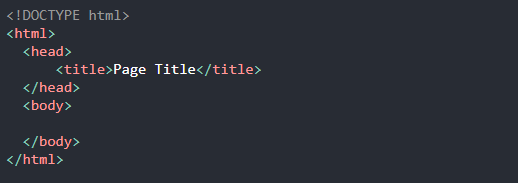 <!DOCTYPE html>
<html>
  <head>
      <title>Page Title</title>
  </head>
  <body>

  </body>
</html>